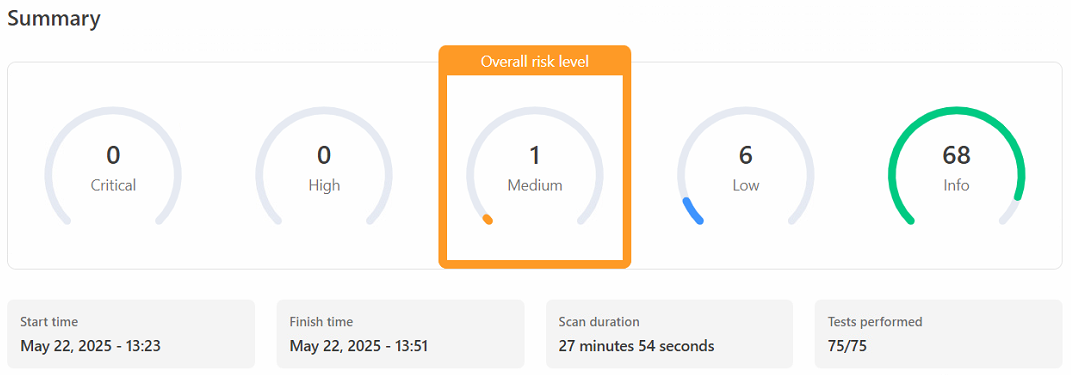 Summary
Overall risk level
0
Critical
0
High
1
Medium
6
Low
68
Info
Start time
May 22, 2025 - 13:23
Finish time
May 22, 2025 - 13:51
Scan duration
27 minutes 54 seconds
Tests performed
75/75